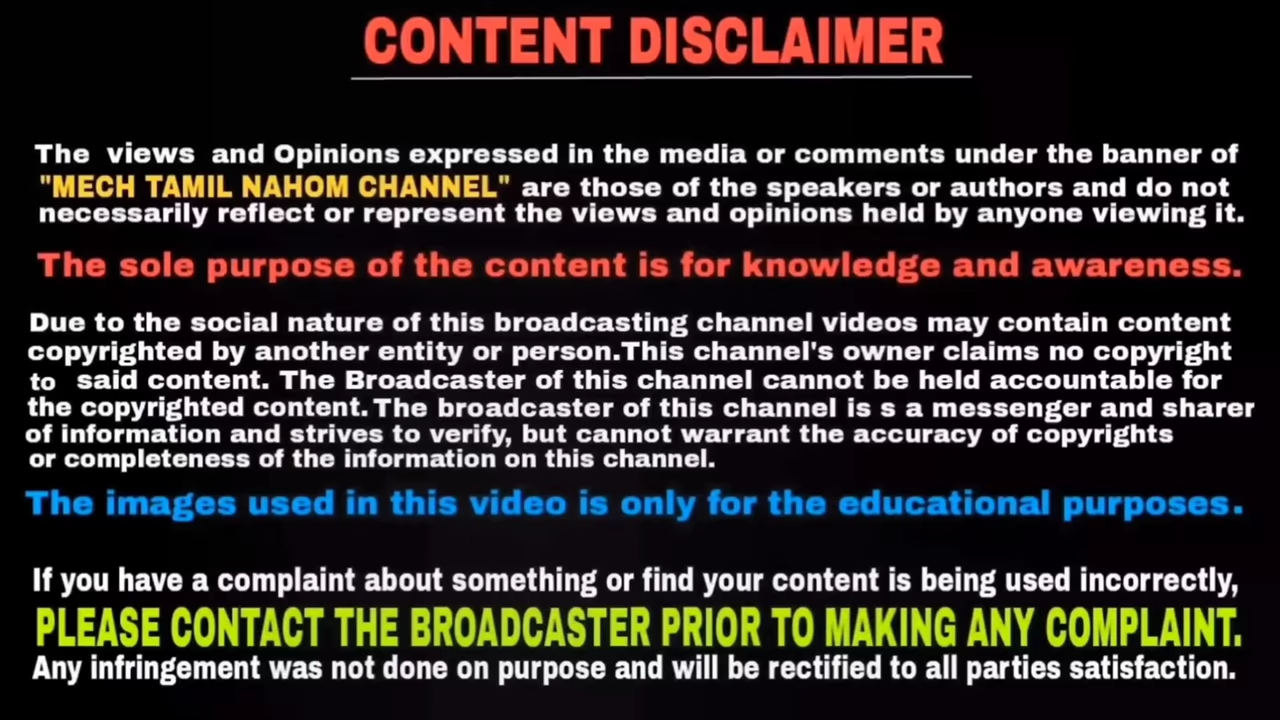 CONTENT DISCLAIMER
The views and Opinions expressed in the media or comments under the banner of
"MECH TAMIL NAHOM CHANNEL" are those of the speakers or authors and do not
necessarily reflect or represent the views and opinions held by anyone viewing it.
The sole purpose of the content is for knowledge and awareness.
Due to the social nature of this broadcasting channel videos may contain content
copyrighted by another entity or person.This channel's owner claims no copyright
to said content. The Broadcaster of this channel cannot be held accountable for
the copyrighted content. The broadcaster of this channel is s a messenger and sharer
of information and strives to verify, but cannot warrant the accuracy of copyrights
or completeness of the information on this channel.
The images used in this video is only for the educational purposes.
If you have a complaint about something or find your content is being used incorrectly,
PLEASE CONTACT THE BROADCASTER PRIOR TO MAKING ANY COMPLAINT.
Any infringement was not done on purpose and will be rectified to all parties satisfaction.